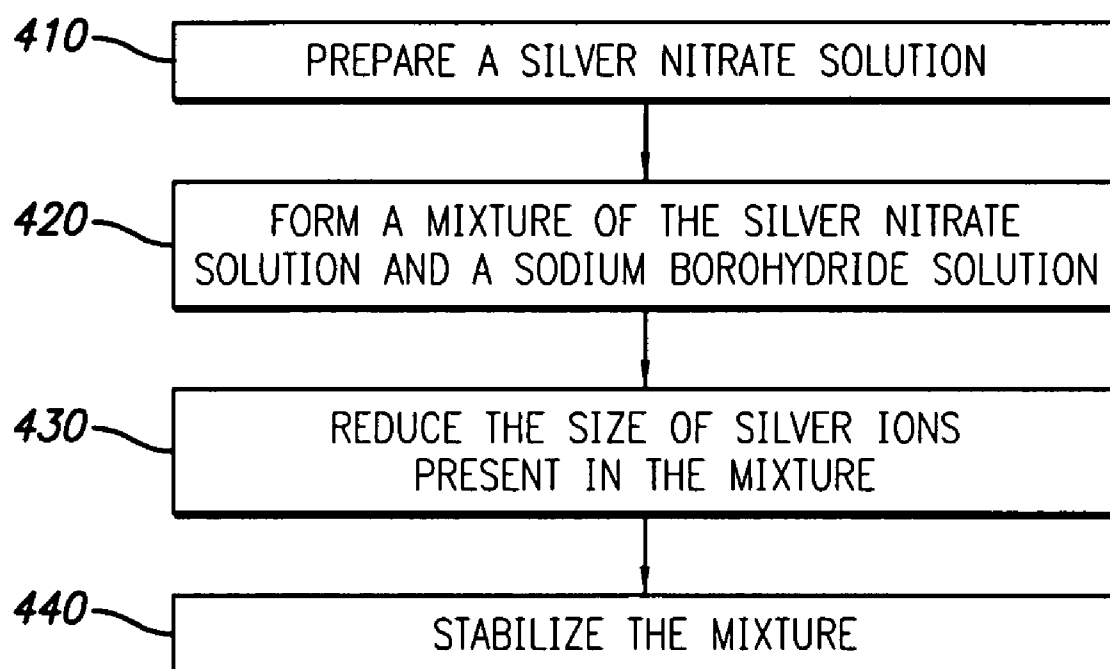 410
PREPARE A SILVER NITRATE SOLUTION
420
FORM A MIXTURE OF THE SILVER NITRATE
SOLUTION AND A SODIUM BOROHYDRIDE SOLUTION
430
REDUCE THE SIZE OF SILVER IONS
PRESENT IN THE MIXTURE
440
STABILIZE THE MIXTURE